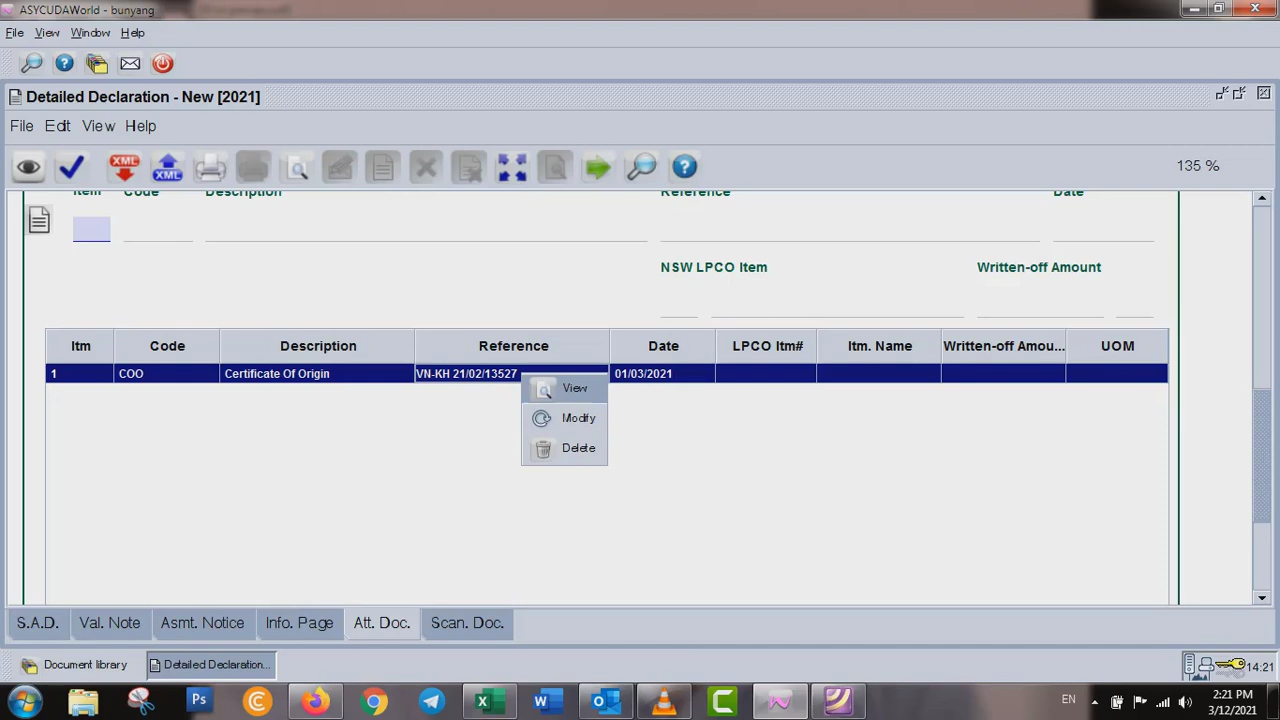 ASYCUDAWorld - bunyang
File View Window Help
Detailed Declaration - New [2021]
File Edt View Help
XML XML 135 %
Item Code Description Reference Date
NSW LPCO Item Written-off Amount
Itm Code Description Reference Date LPCO Itm# Itm. Name Written-off Amou... UOM
1 COO Certificate Of Origin VN-KH 21/02/13527 01/03/2021
View
Modify
Delete
S.A.D. Val. Note Asmt. Notice Info. Page Att. Doc. Scan. Doc.
Document library Detailed Declaration... 14:21
Ps EN 2:21 PM
3/12/2021